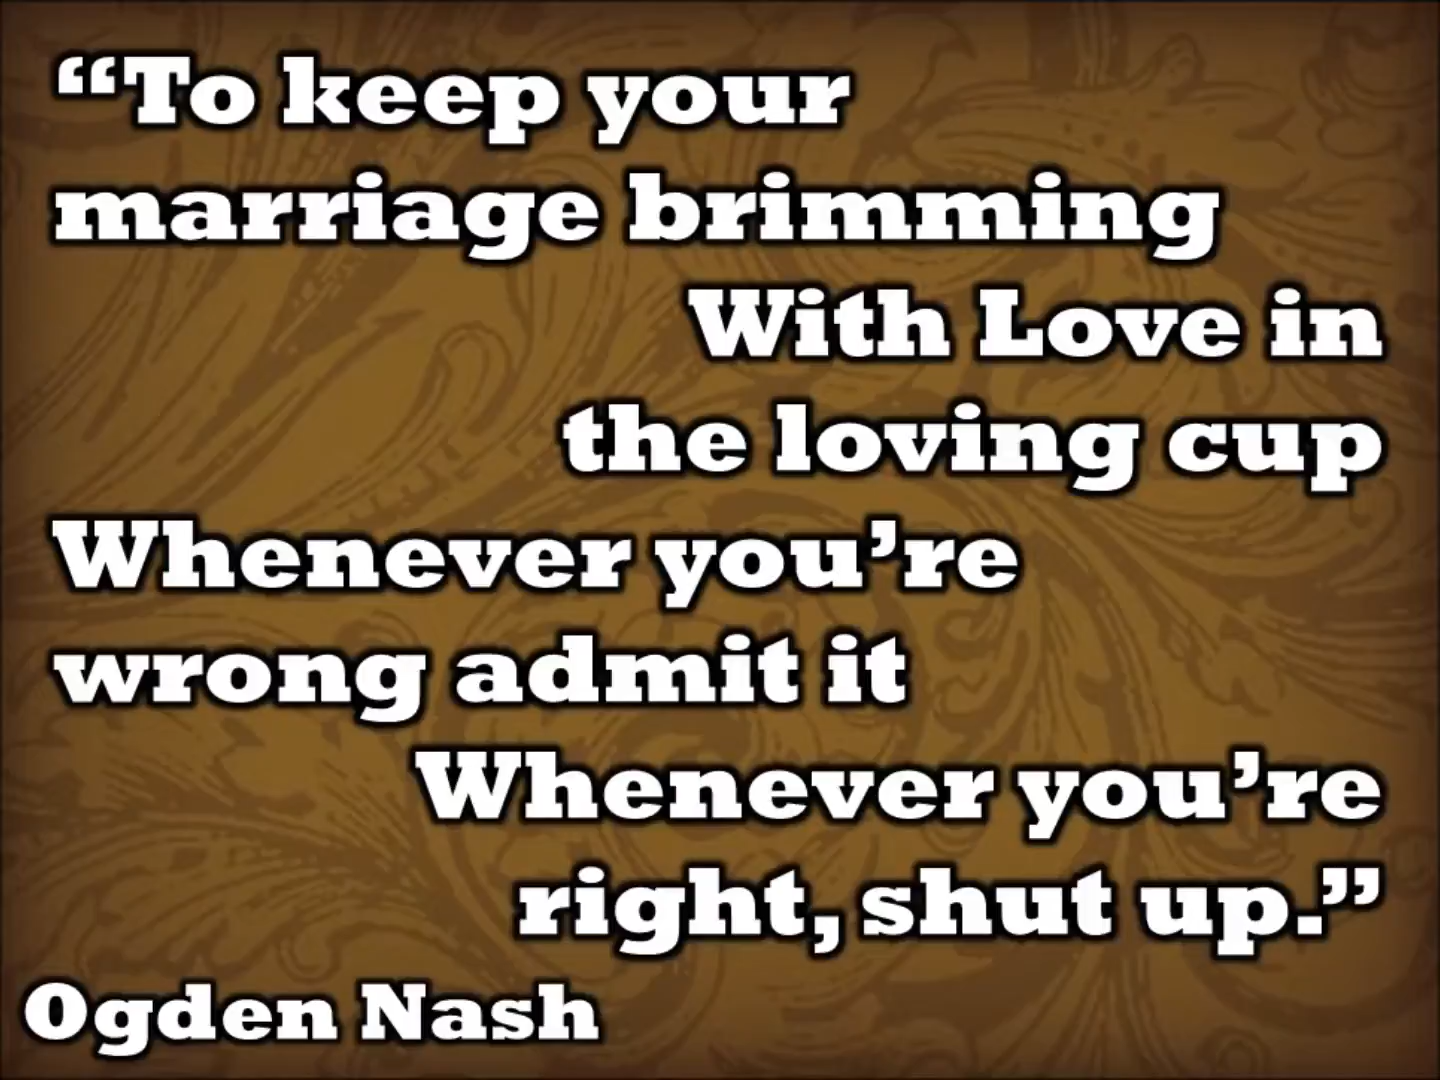 “To keep your
marriage brimming
With Love in
the loving cup
Whenever you’re
wrong admit it
Whenever you’re
right, shut up.”
Ogden Nash